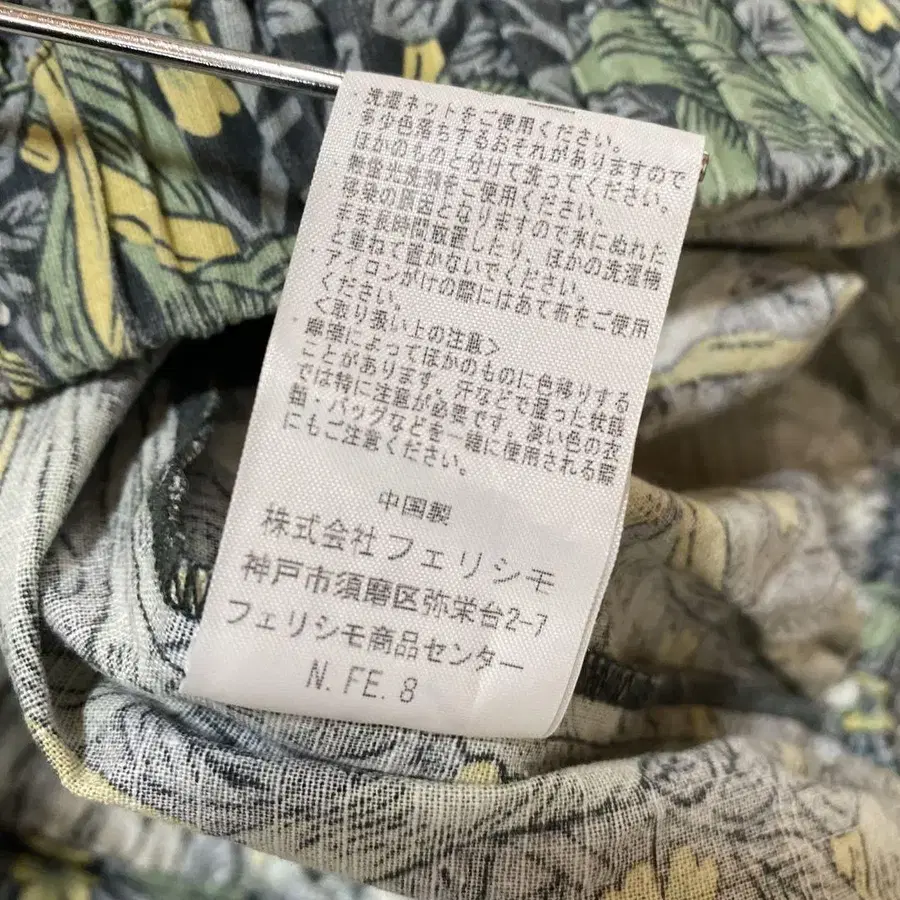 ・洗濯ネットをご使用ください。
・多少色落ちするおそれがありますので
ほかのものと分けて洗ってください。
・無蛍光洗剤をご使用ください。
・移染の原因となりますので水にぬれた
まま長時間放置したり、ほかの洗濯物
と重ねて置かないでください。
・アイロンがけの際にはあて布をご使用
ください。
<取り扱い上の注意>
・摩擦によってほかのものに色移りする
ことがあります。汗などで湿った状態
では特に注意が必要です。淡い色の衣
類・バッグなどを一緒に使用される際
にもご注意ください。
中国製
株式会社フェリシモ
神戸市須磨区弥栄台2-7
フェリシモ商品センター
N. FE. 8